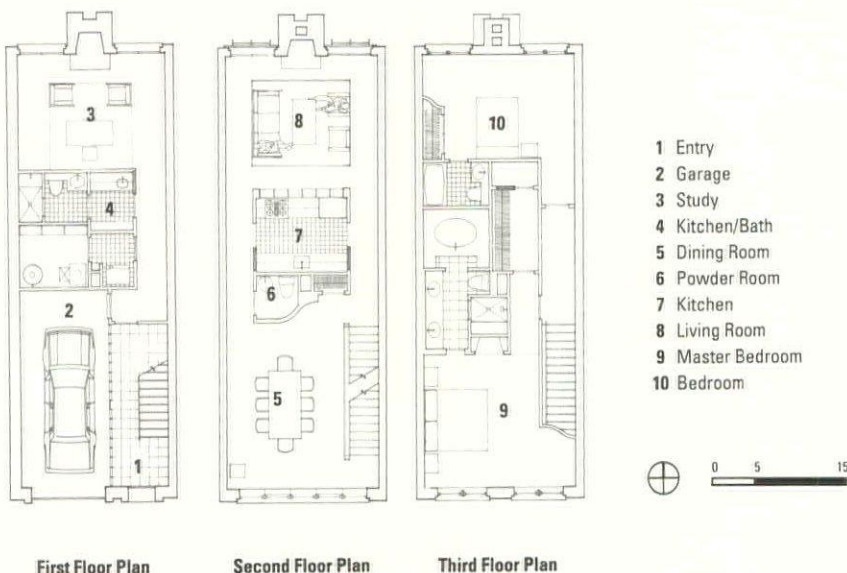 3
4
2
1
8
7
6
5
10
9
1 Entry
2 Garage
3 Study
4 Kitchen/Bath
5 Dining Room
6 Powder Room
7 Kitchen
8 Living Room
9 Master Bedroom
10 Bedroom
0 5 15
First Floor Plan
Second Floor Plan
Third Floor Plan